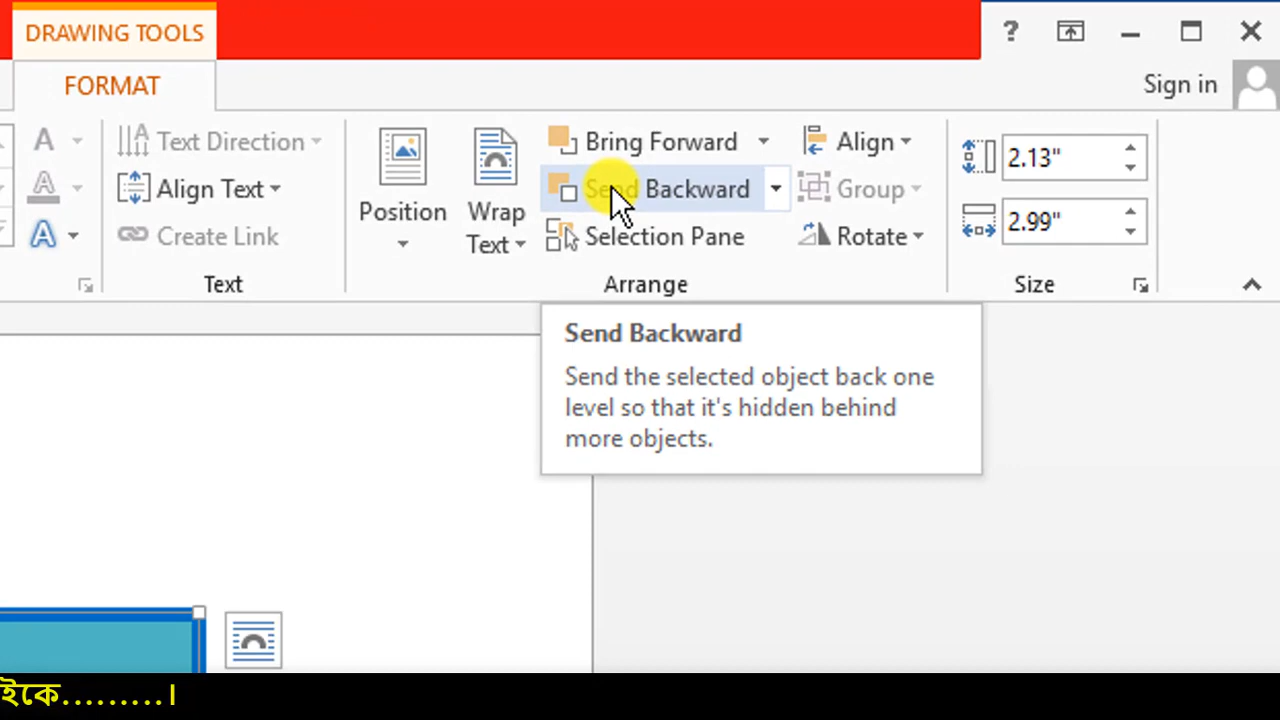 DRAWING TOOLS
?
FORMAT
Sign in
A
Text Direction
A
Align Text
A
Create Link
Text
Position
Wrap
Text
Bring Forward
Send Backward
Selection Pane
Align
Group
Rotate
Arrange
2.13"
2.99"
Size
Send Backward
Send the selected object back one
level so that it's hidden behind
more objects.
ইকে.........।